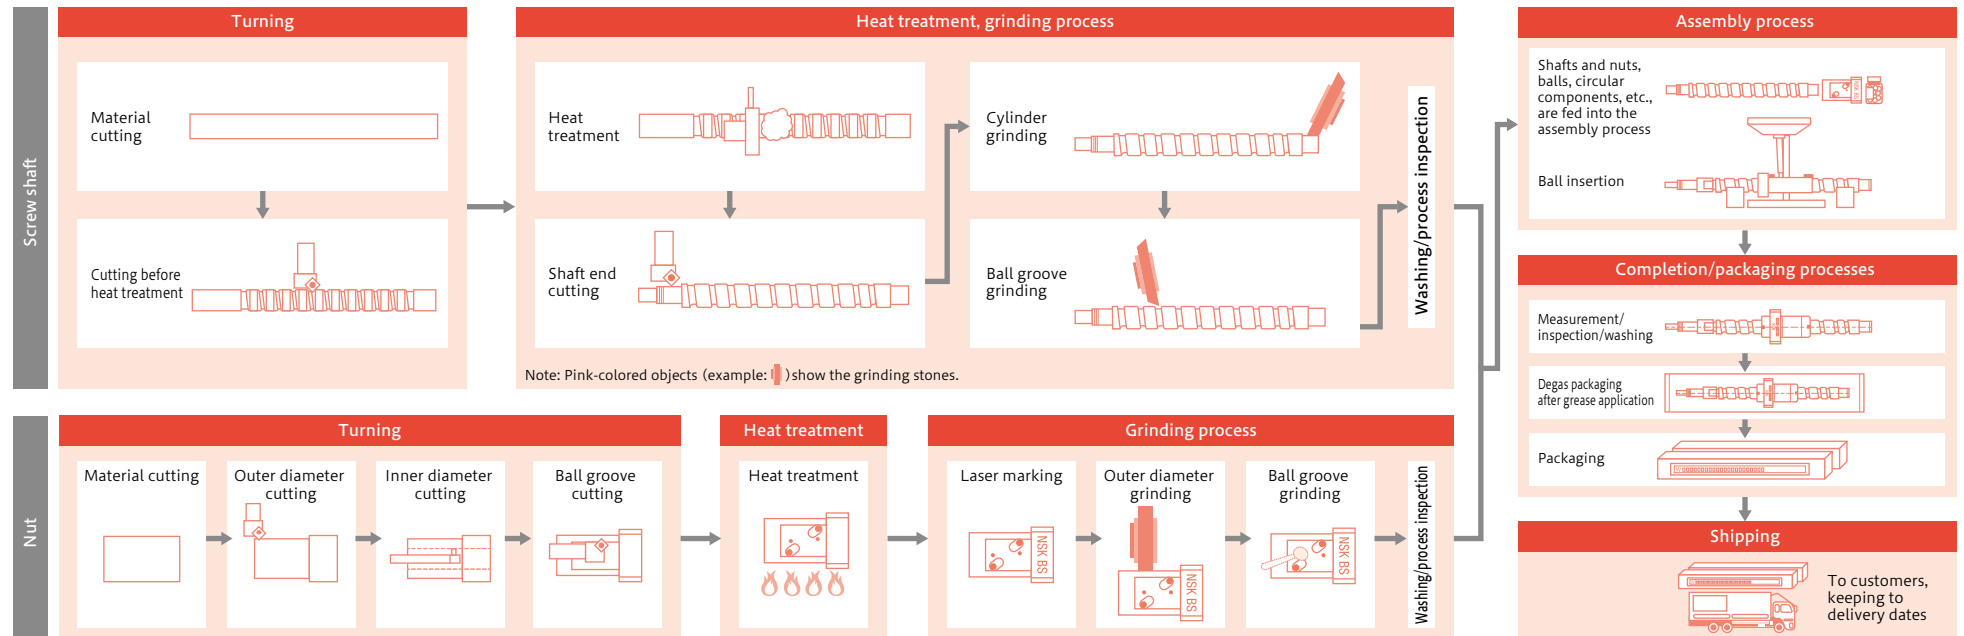 Screw shaft
Turning
Material
cutting
Cutting before
heat treatment
Heat treatment, grinding process
Heat
treatment
Shaft end
cutting
Cylinder
grinding
Ball groove
grinding
Washing/process inspection
Note: Pink-colored objects (example: ) show the grinding stones.
Nut
Turning
Material cutting
Outer diameter
cutting
Inner diameter
cutting
Ball groove
cutting
Heat treatment
Heat treatment
Grinding process
Laser marking
NSK BS
Outer diameter
grinding
NSK BS
Ball groove
grinding
NSK BS
Washing/process inspection
Assembly process
Shafts and nuts,
balls, circular
components, etc.,
are fed into the
assembly process
NSK BS
Ball insertion
Completion/packaging processes
Measurement/
inspection/washing
Degas packaging
after grease application
Packaging
Shipping
To customers,
keeping to
delivery dates